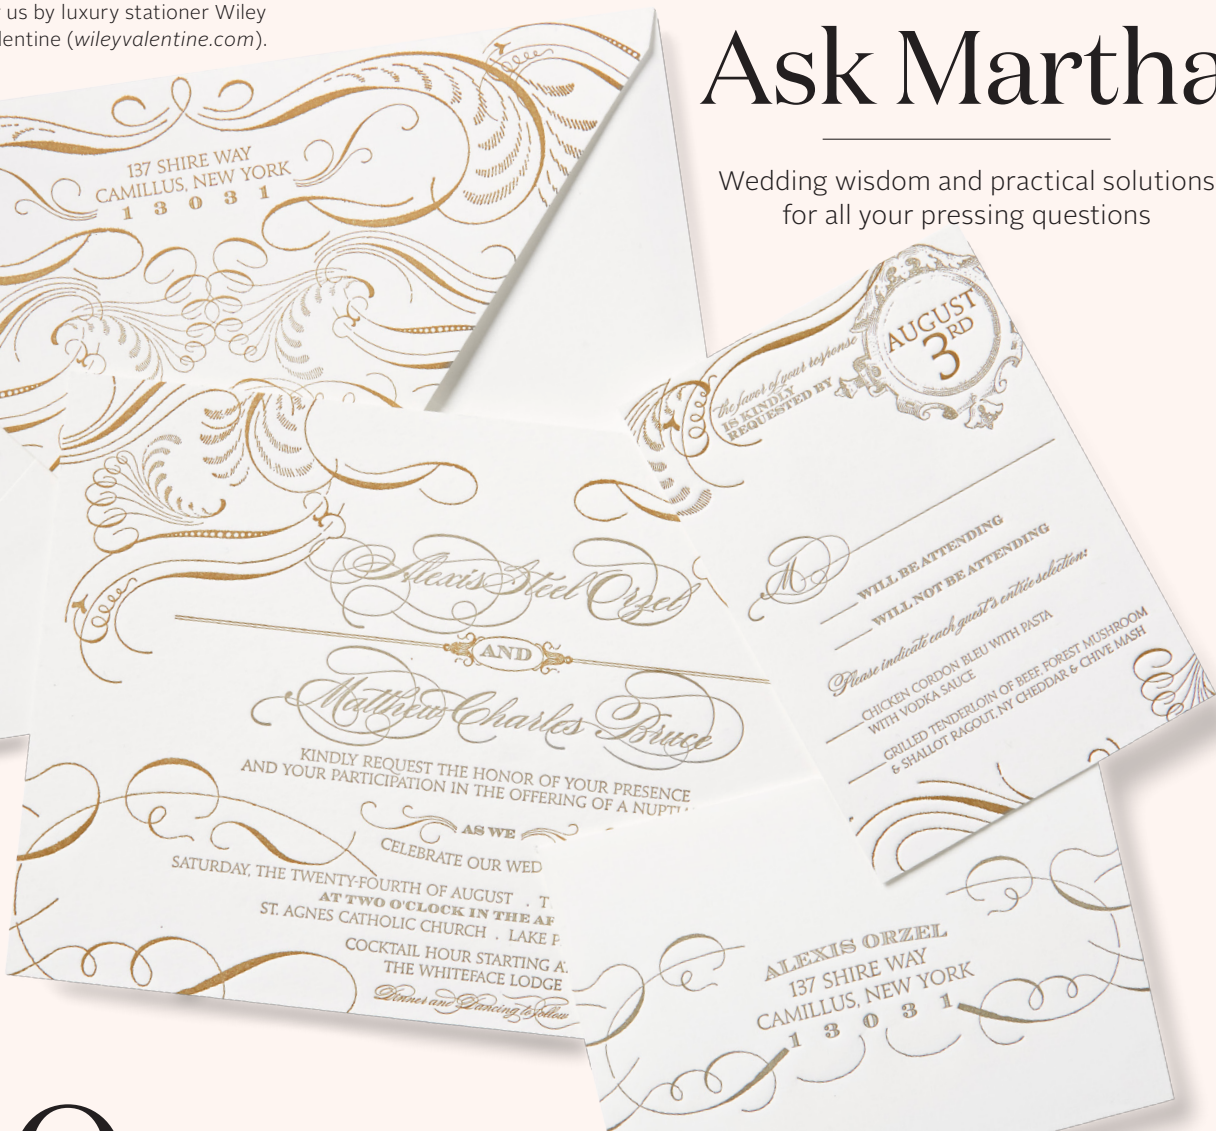 us by luxury stationer Wiley
lentine (wileyvalentine.com).
Ask Martha
Wedding wisdom and practical solutions
for all your pressing questions
137 SHIRE WAY
CAMILLUS, NEW YORK
1 3 0 3 1
AUGUST
3RD
the favor of your response
IS KINDLY
REQUESTED BY
M
WILL BE ATTENDING
WILL NOT BE ATTENDING
Please indicate each guest's entrée selection:
CHICKEN CORDON BLEU WITH PASTA
WITH VODKA SAUCE
GRILLED TENDERLOIN OF BEEF, FOREST MUSHROOM
& SHALLOT RAGOUT, NY CHEDDAR & CHIVE MASH
Alexis Steel Orzel
AND
Matthew Charles Bruce
KINDLY REQUEST THE HONOR OF YOUR PRESENCE
AND YOUR PARTICIPATION IN THE OFFERING OF A NUPTI
AS WE
CELEBRATE OUR WED
SATURDAY, THE TWENTY-FOURTH OF AUGUST . T
AT TWO O'CLOCK IN THE AF
ST. AGNES CATHOLIC CHURCH . LAKE P
COCKTAIL HOUR STARTING A
THE WHITEFACE LODGE
Dinner and Dancing to follow
ALEXIS ORZEL
137 SHIRE WAY
CAMILLUS, NEW YORK
1 3 0 3 1